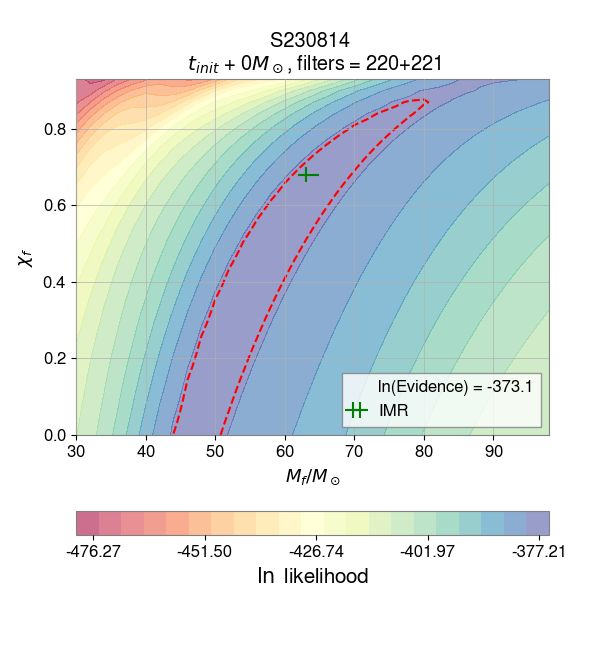 S230814
t_init + 0M_⊙, filters = 220+221
χ_f
0.8
0.6
0.4
0.2
0.0
30 40 50 60 70 80 90
M_f/M_⊙
ln(Evidence) = -373.1
IMR
-476.27 -451.50 -426.74 -401.97 -377.21
ln likelihood